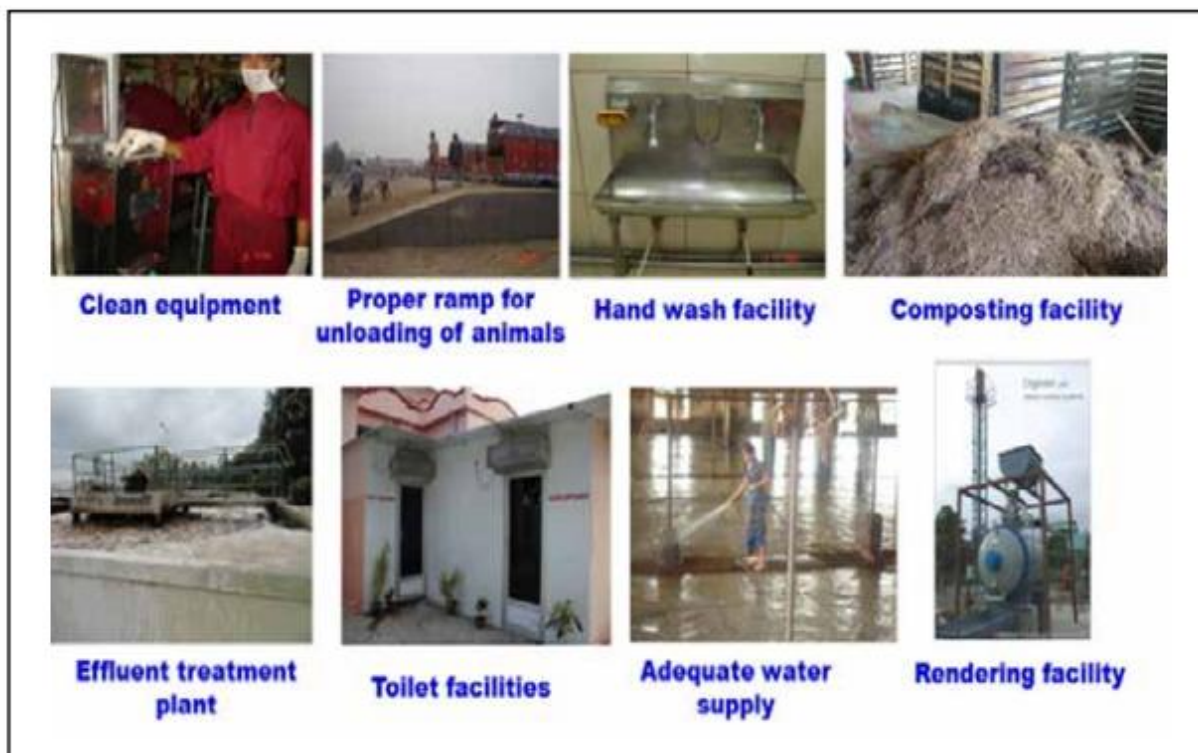 Clean equipment
Proper ramp for
unloading of animals
Hand wash facility
Composting facility
Effluent treatment
plant
Toilet facilities
Adequate water
supply
Rendering facility